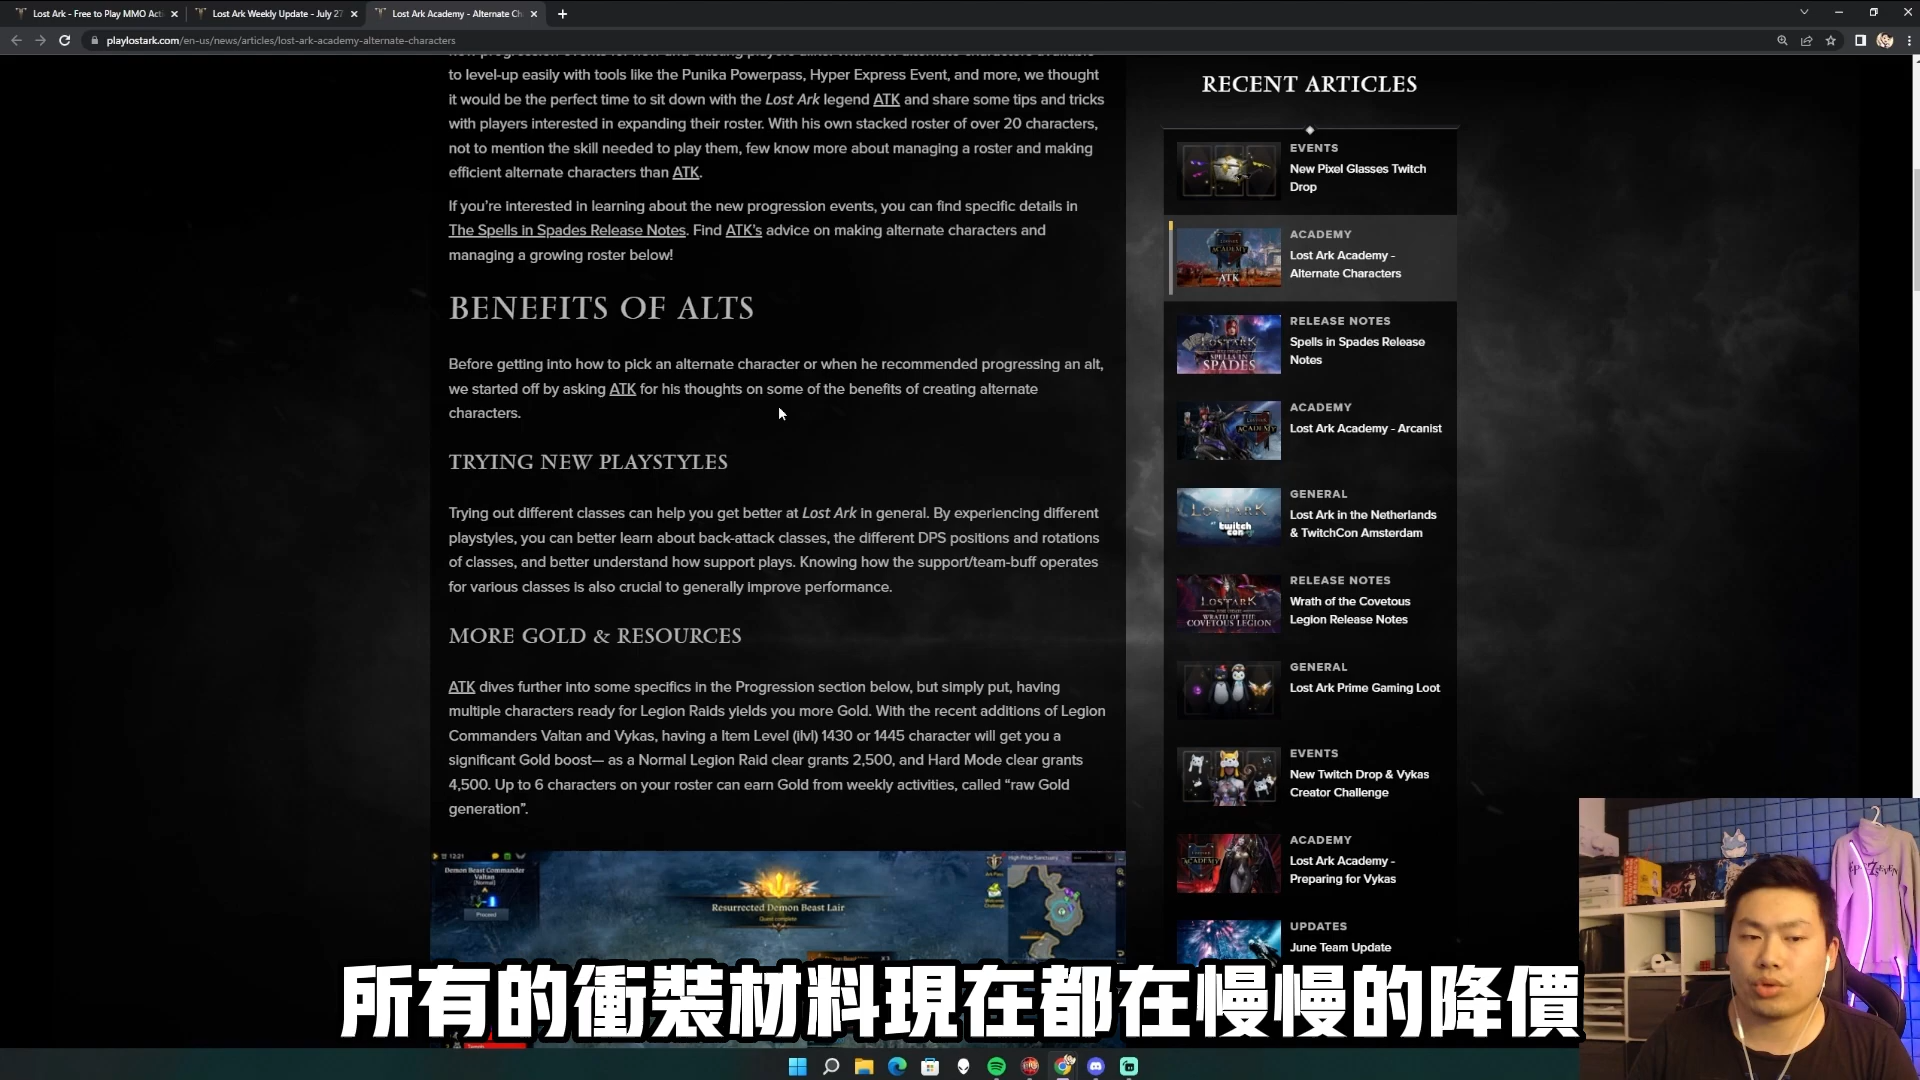 Lost Ark - Free to Play MMO Acti
Lost Ark Weekly Update - July 27
Lost Ark Academy - Alternate Ch
playlostark.com/en-us/news/articles/lost-ark-academy-alternate-characters
to level-up easily with tools like the Punika Powerpass, Hyper Express Event, and more, we thought
it would be the perfect time to sit down with the Lost Ark legend ATK and share some tips and tricks
with players interested in expanding their roster. With his own stacked roster of over 20 characters,
not to mention the skill needed to play them, few know more about managing a roster and making
efficient alternate characters than ATK.
If you’re interested in learning about the new progression events, you can find specific details in
The Spells in Spades Release Notes. Find ATK’s advice on making alternate characters and
managing a growing roster below!
BENEFITS OF ALTS
Before getting into how to pick an alternate character or when he recommended progressing an alt,
we started off by asking ATK for his thoughts on some of the benefits of creating alternate
characters.
TRYING NEW PLAYSTYLES
Trying out different classes can help you get better at Lost Ark in general. By experiencing different
playstyles, you can better learn about back-attack classes, the different DPS positions and rotations
of classes, and better understand how support plays. Knowing how the support/team-buff operates
for various classes is also crucial to generally improve performance.
MORE GOLD & RESOURCES
ATK dives further into some specifics in the Progression section below, but simply put, having
multiple characters ready for Legion Raids yields you more Gold. With the recent additions of Legion
Commanders Valtan and Vykas, having a Item Level (ilvl) 1430 or 1445 character will get you a
significant Gold boost— as a Normal Legion Raid clear grants 2,500, and Hard Mode clear grants
4,500. Up to 6 characters on your roster can earn Gold from weekly activities, called “raw Gold
generation”.
12:21
Demon Beast Commander
Valtan
[Normal]
Proceed
Resurrected Demon Beast Lair
Quest complete
RECENT ARTICLES
EVENTS
New Pixel Glasses Twitch
Drop
ACADEMY
Lost Ark Academy -
Alternate Characters
ATK
RELEASE NOTES
Spells in Spades Release
Notes
SPADES
ACADEMY
Lost Ark Academy - Arcanist
GENERAL
Lost Ark in the Netherlands
& TwitchCon Amsterdam
twitch
con
RELEASE NOTES
Wrath of the Covetous
Legion Release Notes
LOSTARK
WRATH OF THE
COVETOUS LEGION
GENERAL
Lost Ark Prime Gaming Loot
EVENTS
New Twitch Drop & Vykas
Creator Challenge
ACADEMY
Lost Ark Academy -
Preparing for Vykas
UPDATES
June Team Update
所有的衝裝材料現在都在慢慢的降價